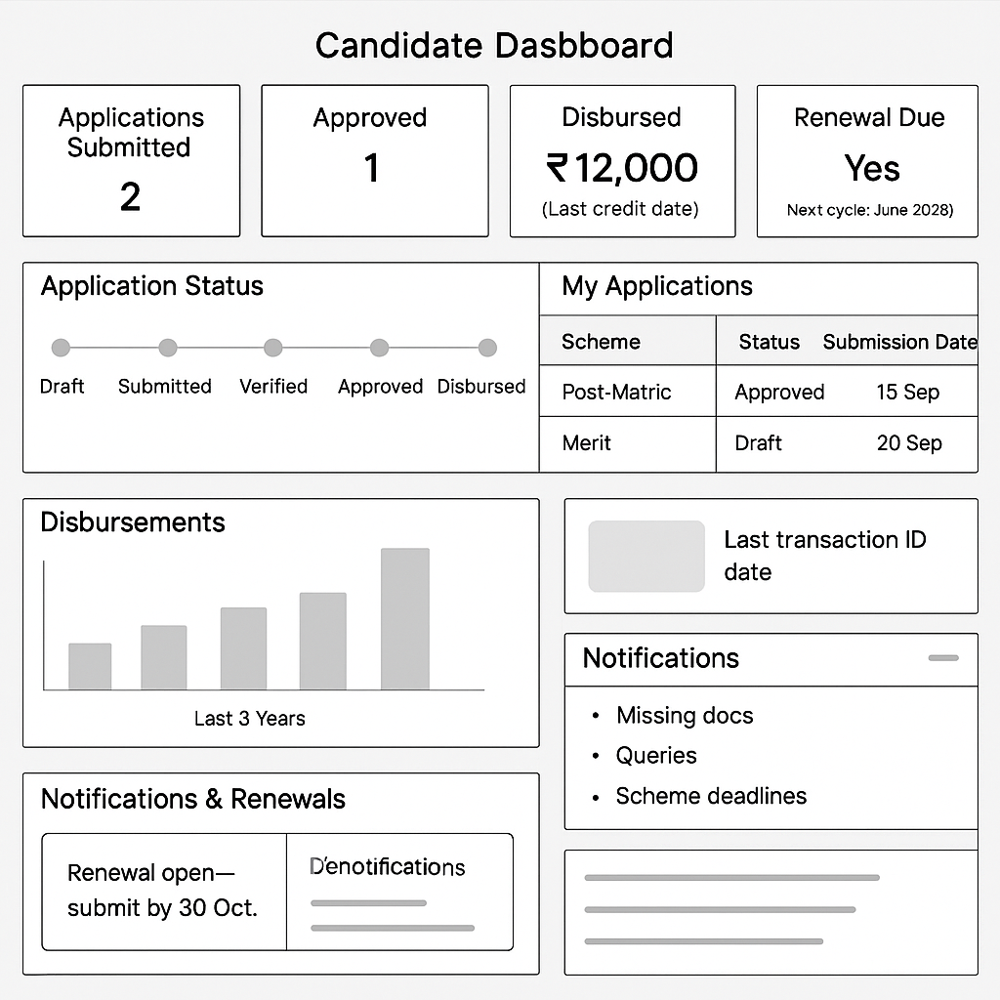 Candidate Dasbboard
Applications
Submitted
2
Approved
1
Disbursed
₹12,000
(Last credit date)
Renewal Due
Yes
Next cycle: June 2028)
Application Status
Draft Submitted Verified Approved Disbursed
My Applications
Scheme Status Submission Date
Post-Matric Approved 15 Sep
Merit Draft 20 Sep
Disbursements
Last 3 Years
Last transaction ID
date
Notifications
• Missing docs
• Queries
• Scheme deadlines
Notifications & Renewals
Renewal open—
submit by 30 Oct.
D'enotifications